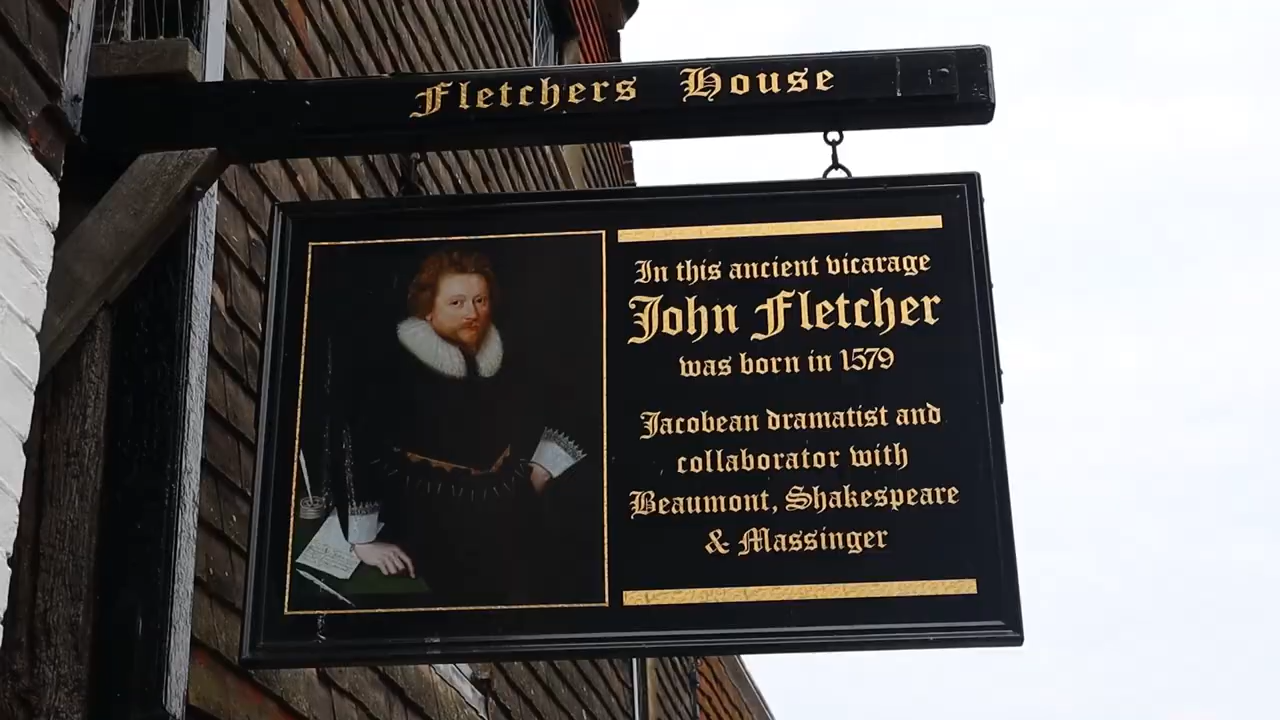 Fletchers House
In this ancient vicarage
John Fletcher
was born in 1579
Jacobean dramatist and
collaborator with
Beaumont, Shakespeare
& Massinger